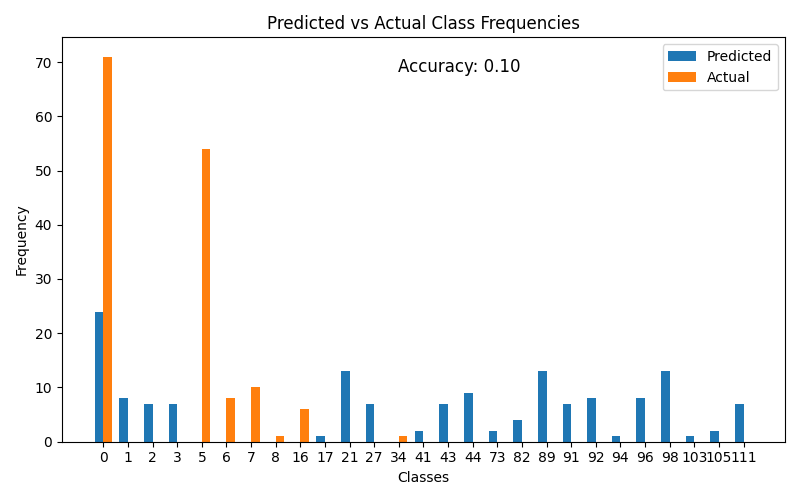 Predicted vs Actual Class Frequencies
Accuracy: 0.10
Predicted
Actual
Frequency
70
60
50
40
30
20
10
0
0 1 2 3 5 6 7 8 16 17 21 27 34 41 43 44 73 82 89 91 92 94 96 98 103 105 111
Classes